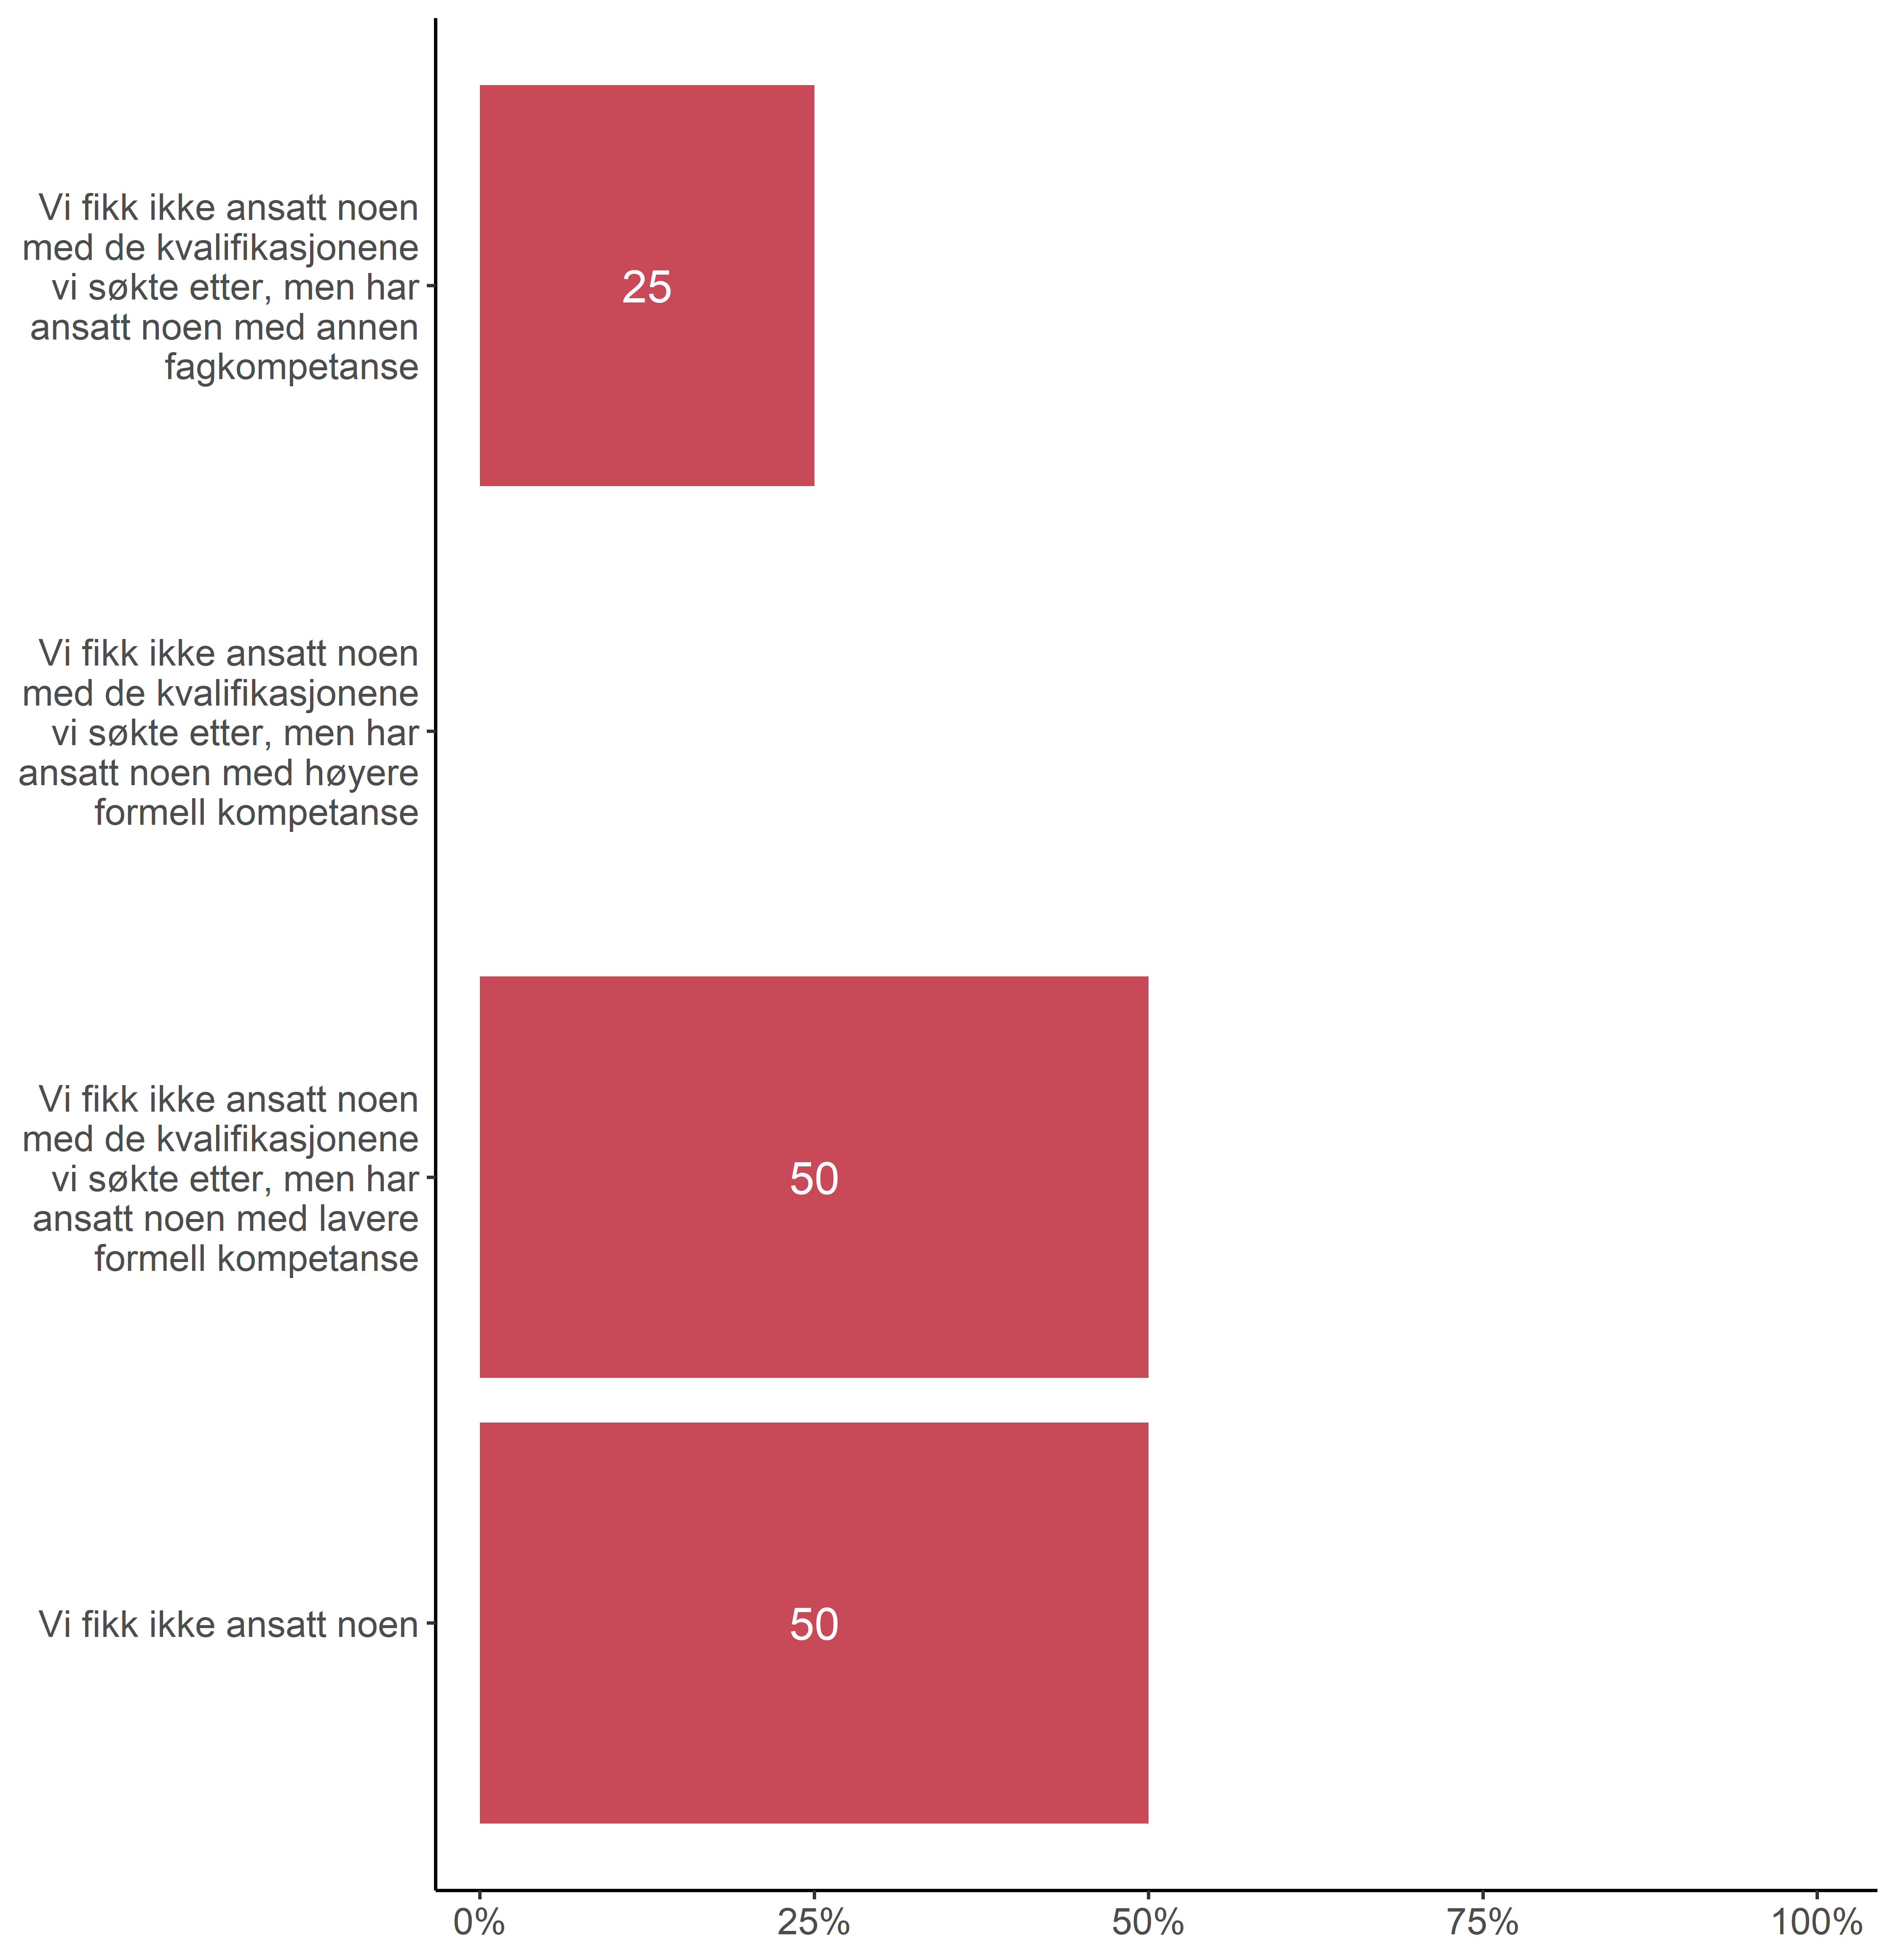 Vi fikk ikke ansatt noen
med de kvalifikasjonene
vi søkte etter, men har
ansatt noen med annen
fagkompetanse
25
Vi fikk ikke ansatt noen
med de kvalifikasjonene
vi søkte etter, men har
ansatt noen med høyere
formell kompetanse
Vi fikk ikke ansatt noen
med de kvalifikasjonene
vi søkte etter, men har
ansatt noen med lavere
formell kompetanse
50
Vi fikk ikke ansatt noen
50
0% 25% 50% 75% 100%